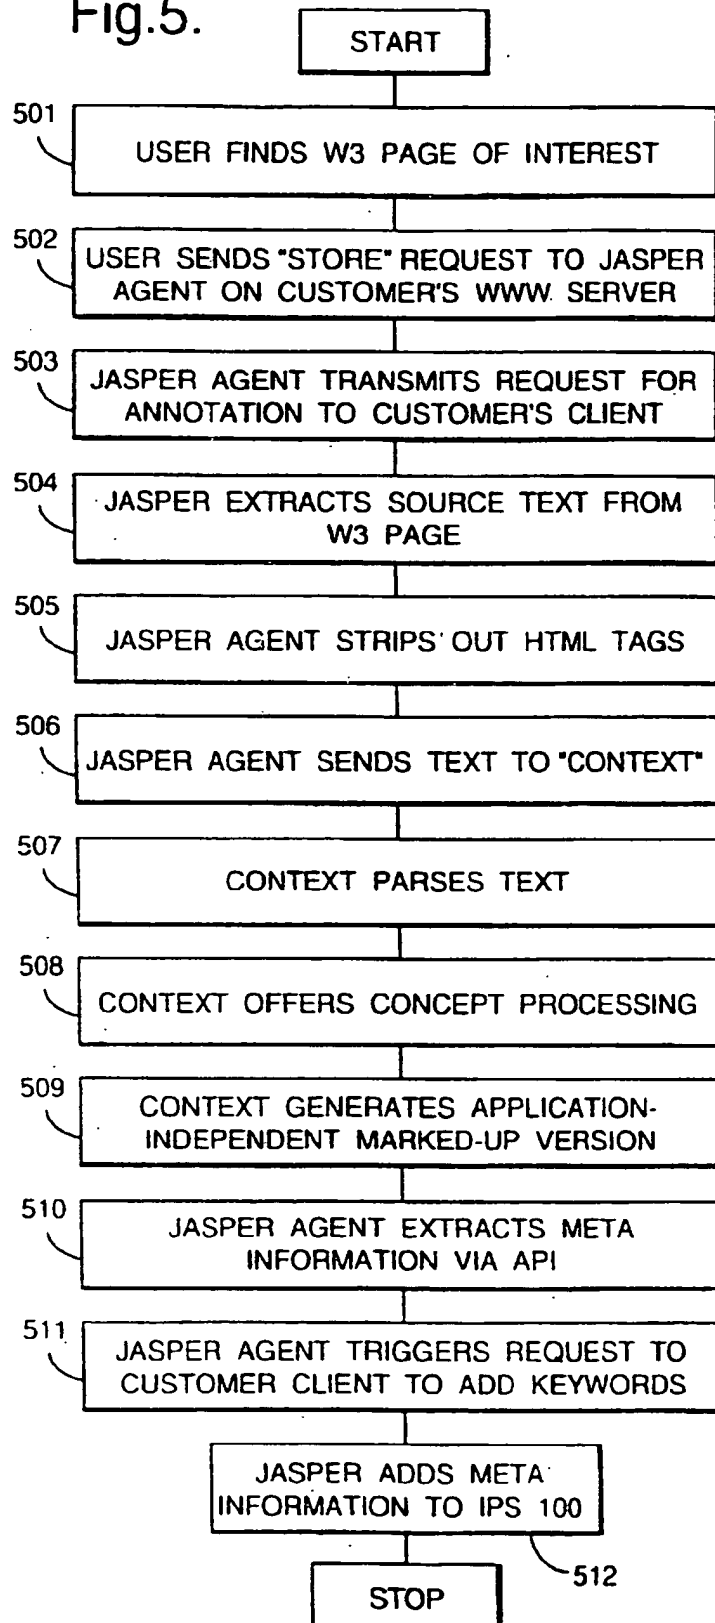 Fig.5.
START
501
USER FINDS W3 PAGE OF INTEREST
502
USER SENDS "STORE" REQUEST TO JASPER
AGENT ON CUSTOMER'S WWW SERVER
503
JASPER AGENT TRANSMITS REQUEST FOR
ANNOTATION TO CUSTOMER'S CLIENT
504
JASPER EXTRACTS SOURCE TEXT FROM
W3 PAGE
505
JASPER AGENT STRIPS OUT HTML TAGS
506
JASPER AGENT SENDS TEXT TO "CONTEXT"
507
CONTEXT PARSES TEXT
508
CONTEXT OFFERS CONCEPT PROCESSING
509
CONTEXT GENERATES APPLICATION-
INDEPENDENT MARKED-UP VERSION
510
JASPER AGENT EXTRACTS META
INFORMATION VIA API
511
JASPER AGENT TRIGGERS REQUEST TO
CUSTOMER CLIENT TO ADD KEYWORDS
JASPER ADDS META
INFORMATION TO IPS 100
512
STOP